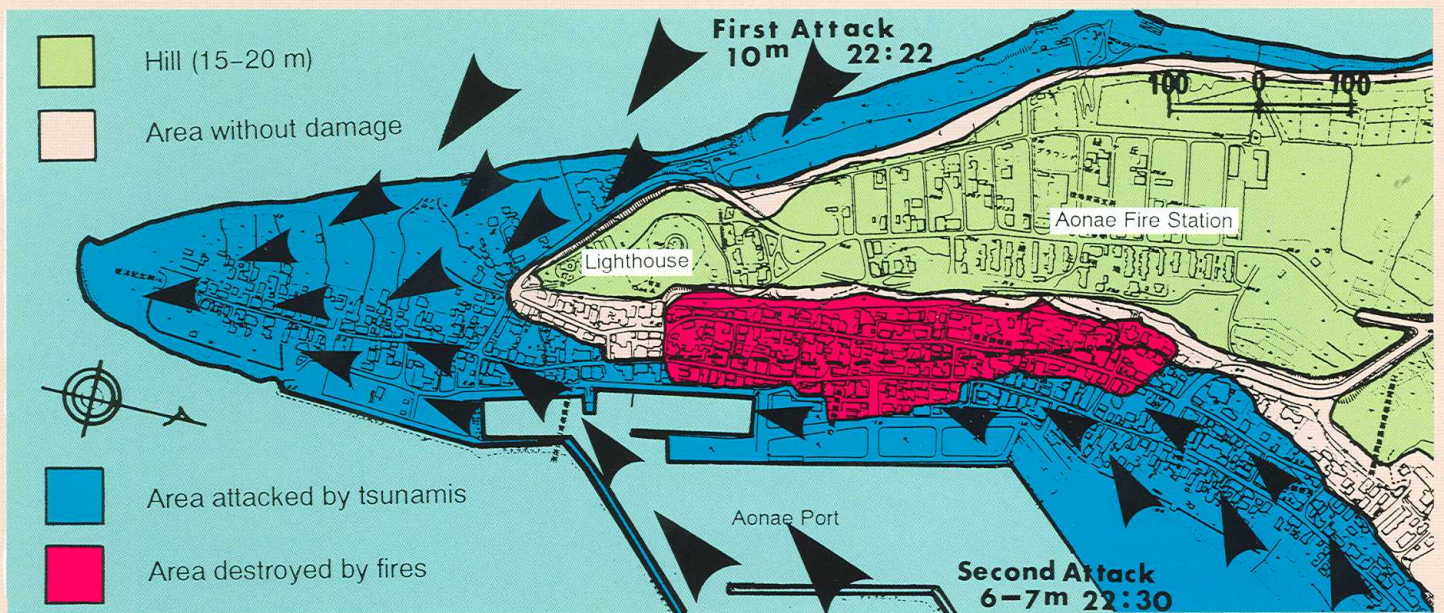 First Attack
10m 22:22
Hill (15–20 m)
Area without damage
100 0 100
Aonae Fire Station
Lighthouse
Area attacked by tsunamis
Aonae Port
Area destroyed by fires
Second Attack
6–7m 22:30